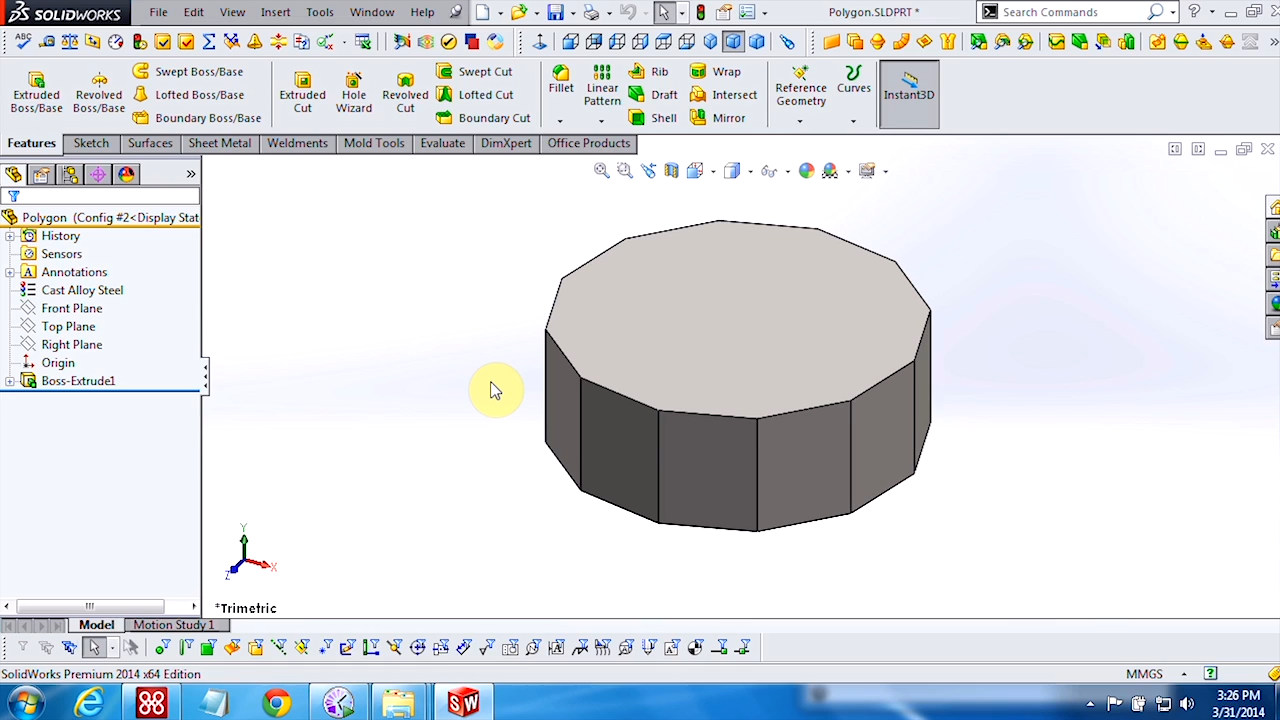 SOLIDWORKS File Edit View Insert Tools Window Help Polygon.SLDPRT * Search Commands
Extruded Boss/Base
Revolved Boss/Base
Swept Boss/Base
Lofted Boss/Base
Boundary Boss/Base
Extruded Cut
Hole Wizard
Revolved Cut
Swept Cut
Lofted Cut
Boundary Cut
Fillet
Linear Pattern
Rib
Draft
Shell
Wrap
Intersect
Mirror
Reference Geometry
Curves
Instant3D
Features Sketch Surfaces Sheet Metal Weldments Mold Tools Evaluate DimXpert Office Products
Polygon (Config #2<Display Stat
History
Sensors
Annotations
Cast Alloy Steel
Front Plane
Top Plane
Right Plane
Origin
Boss-Extrude1
Y
X
Z
*Trimetric
Model Motion Study 1
SolidWorks Premium 2014 x64 Edition MMGS
3:26 PM
3/31/2014